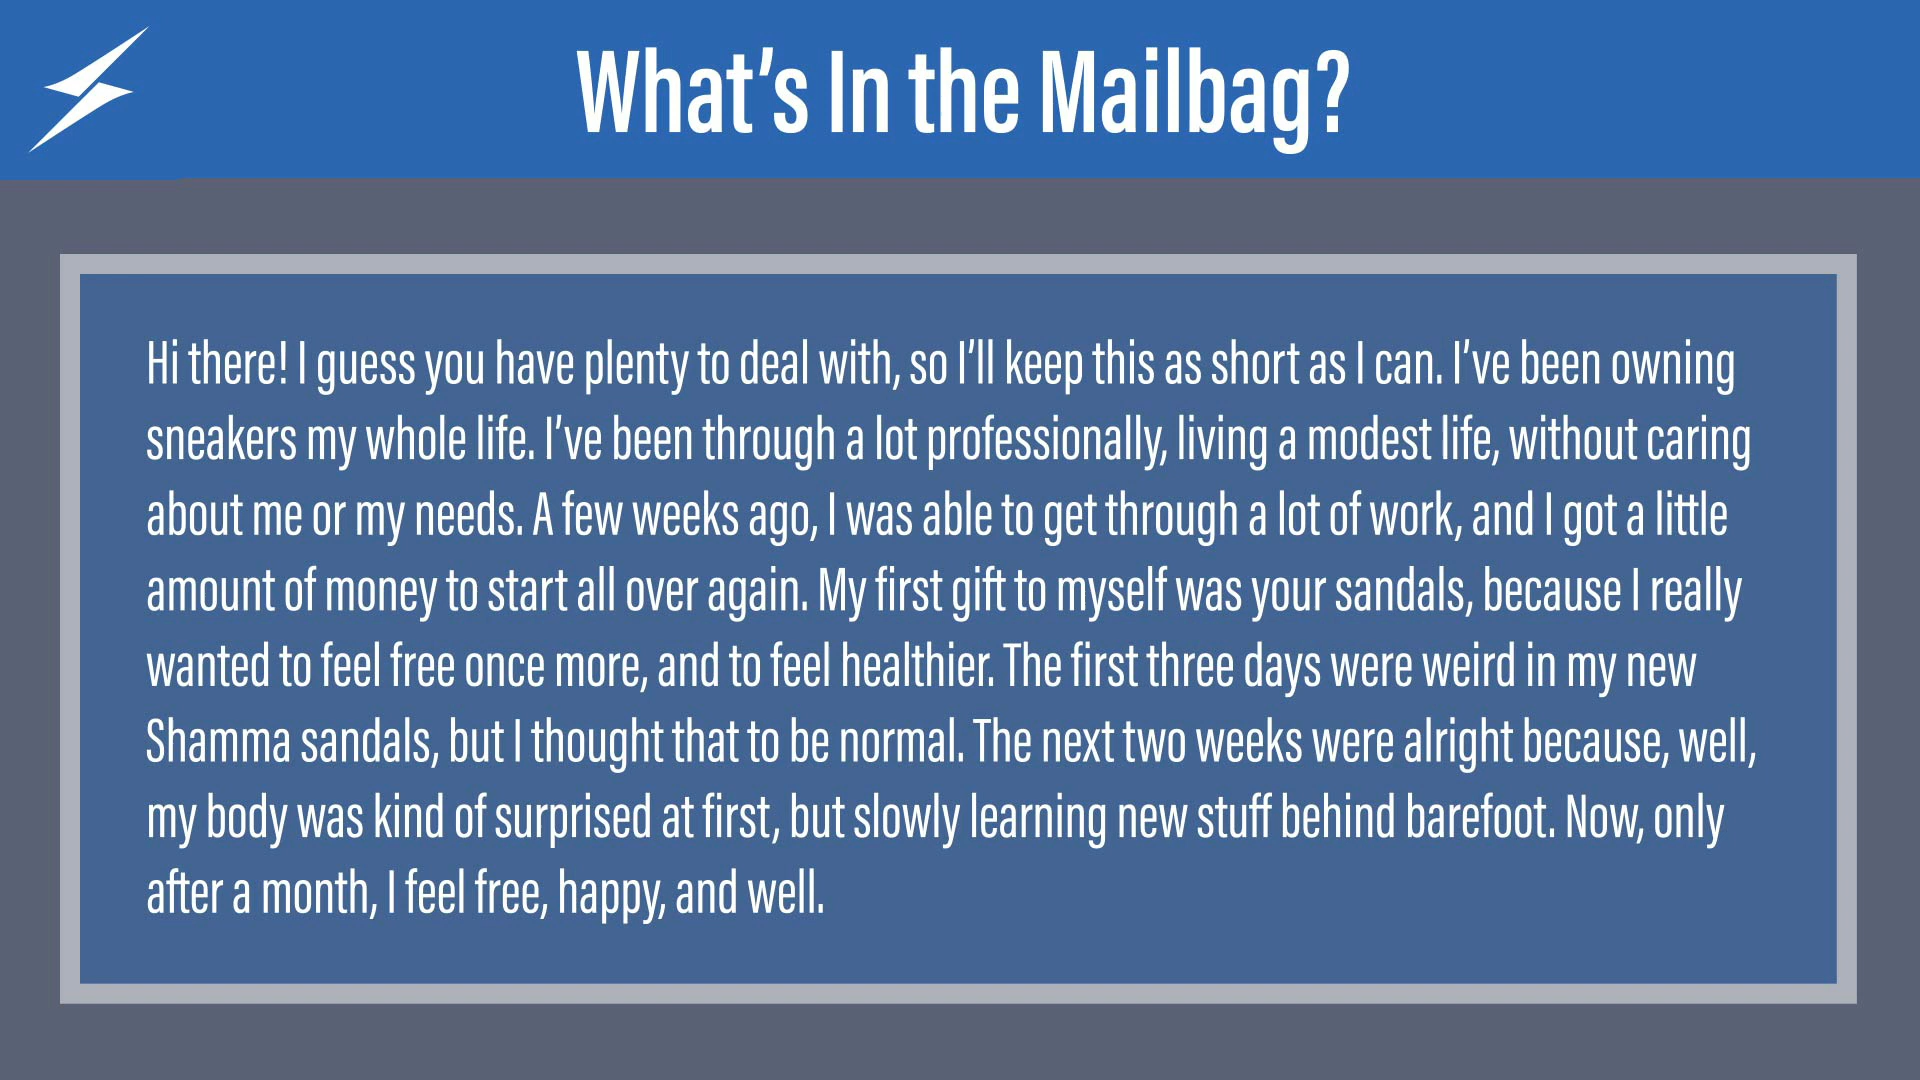 What’s In the Mailbag?
Hi there! I guess you have plenty to deal with, so I’ll keep this as short as I can. I’ve been owning
sneakers my whole life. I’ve been through a lot professionally, living a modest life, without caring
about me or my needs. A few weeks ago, I was able to get through a lot of work, and I got a little
amount of money to start all over again. My first gift to myself was your sandals, because I really
wanted to feel free once more, and to feel healthier. The first three days were weird in my new
Shamma sandals, but I thought that to be normal. The next two weeks were alright because, well,
my body was kind of surprised at first, but slowly learning new stuff behind barefoot. Now, only
after a month, I feel free, happy, and well.